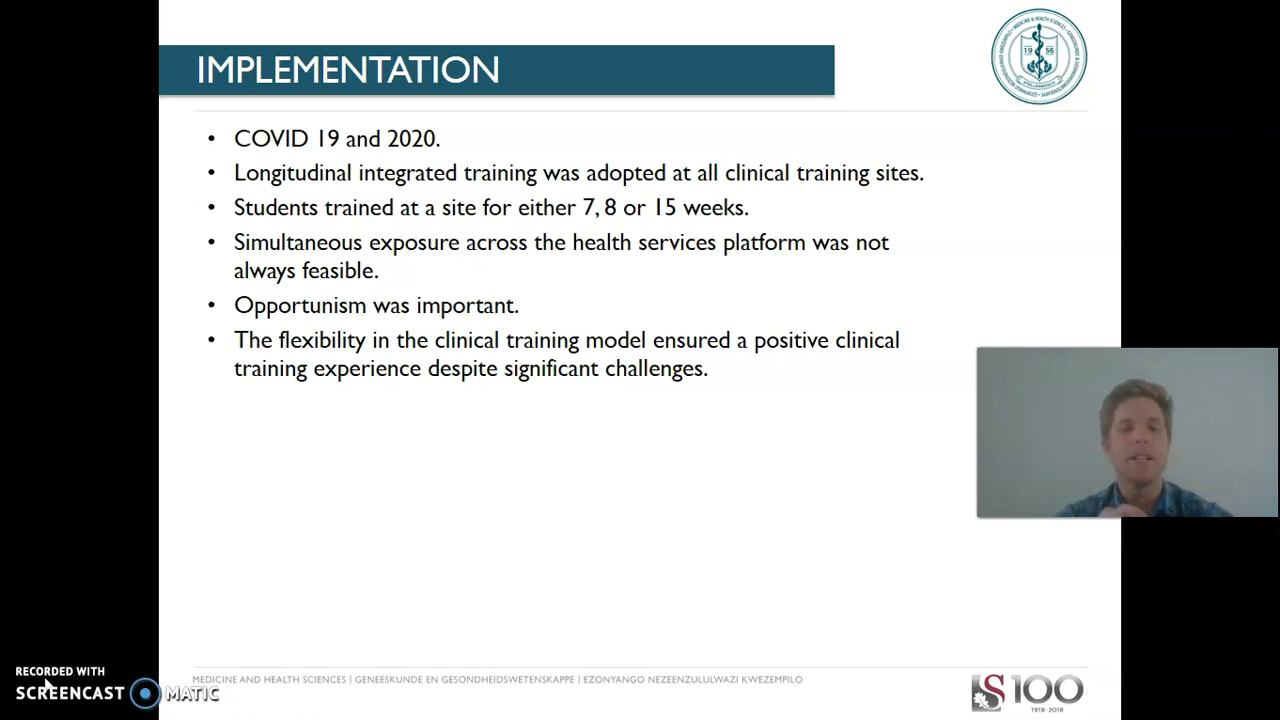 IMPLEMENTATION
19 56
• COVID 19 and 2020.
• Longitudinal integrated training was adopted at all clinical training sites.
• Students trained at a site for either 7, 8 or 15 weeks.
• Simultaneous exposure across the health services platform was not
always feasible.
• Opportunism was important.
• The flexibility in the clinical training model ensured a positive clinical
training experience despite significant challenges.
RECORDED WITH
SCREENCAST MATIC
MEDICINE AND HEALTH SCIENCES | GENEESKUNDE EN GESONDHEIDSWETENSKAPPE | EZONYANGO NEZEENZULULWAZI KWEZEMPILO
S100
1918 · 2018